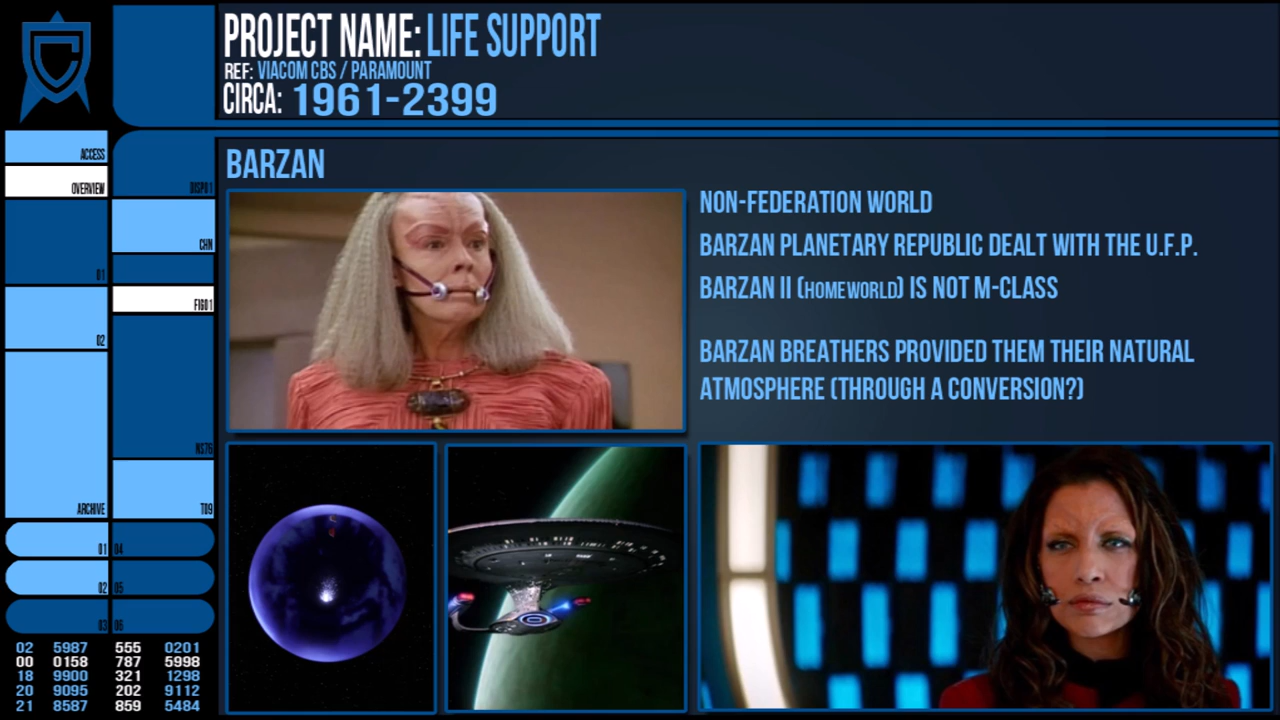 PROJECT NAME: LIFE SUPPORT
REF: VIACOM CBS / PARAMOUNT
CIRCA: 1961-2399
ACCESS
OVERVIEW
DISP01
01
CHN
02
FIG01
NS76
ARCHIVE
T09
01 04
02 05
03 06
02 5987 555 0201
00 0158 787 5998
18 9900 321 1298
20 9095 202 9112
21 8587 859 5484
BARZAN
NON-FEDERATION WORLD
BARZAN PLANETARY REPUBLIC DEALT WITH THE U.F.P.
BARZAN II (HOMEWORLD) IS NOT M-CLASS
BARZAN BREATHERS PROVIDED THEM THEIR NATURAL
ATMOSPHERE (THROUGH A CONVERSION?)